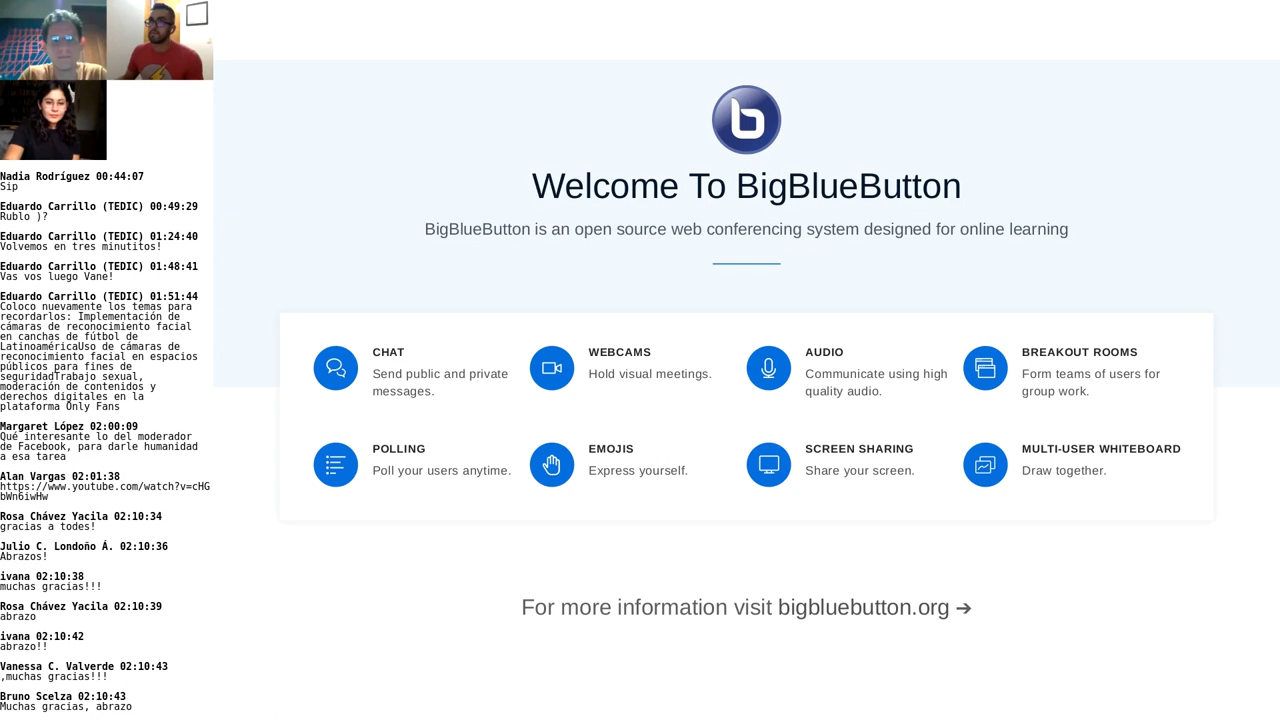 Nadia Rodríguez 00:44:07
Sip
Eduardo Carrillo (TEDIC) 00:49:29
Rublo )?
Eduardo Carrillo (TEDIC) 01:24:40
Volvemos en tres minutitos!
Eduardo Carrillo (TEDIC) 01:48:41
Vas vos luego Vane!
Eduardo Carrillo (TEDIC) 01:51:44
Coloco nuevamente los temas para
recordarlos: Implementación de
cámaras de reconocimiento facial
en canchas de fútbol de
LatinoaméricaUso de cámaras de
reconocimiento facial en espacios
públicos para fines de
seguridadTrabajo sexual,
moderación de contenidos y
derechos digitales en la
plataforma Only Fans
Margaret López 02:00:09
Qué interesante lo del moderador
de Facebook, para darle humanidad
a esa tarea
Alan Vargas 02:01:38
https://www.youtube.com/watch?v=cHG
bWn6iwHw
Rosa Chávez Yacila 02:10:34
gracias a todes!
Julio C. Londoño Á. 02:10:36
Abrazos!
ivana 02:10:38
muchas gracias!!!
Rosa Chávez Yacila 02:10:39
abrazo
ivana 02:10:42
abrazo!!
Vanessa C. Valverde 02:10:43
,muchas gracias!!!
Bruno Scelza 02:10:43
Muchas gracias, abrazo
Welcome To BigBlueButton
BigBlueButton is an open source web conferencing system designed for online learning
CHAT
Send public and private
messages.
WEBCAMS
Hold visual meetings.
AUDIO
Communicate using high
quality audio.
BREAKOUT ROOMS
Form teams of users for
group work.
POLLING
Poll your users anytime.
EMOJIS
Express yourself.
SCREEN SHARING
Share your screen.
MULTI-USER WHITEBOARD
Draw together.
For more information visit bigbluebutton.org ➔